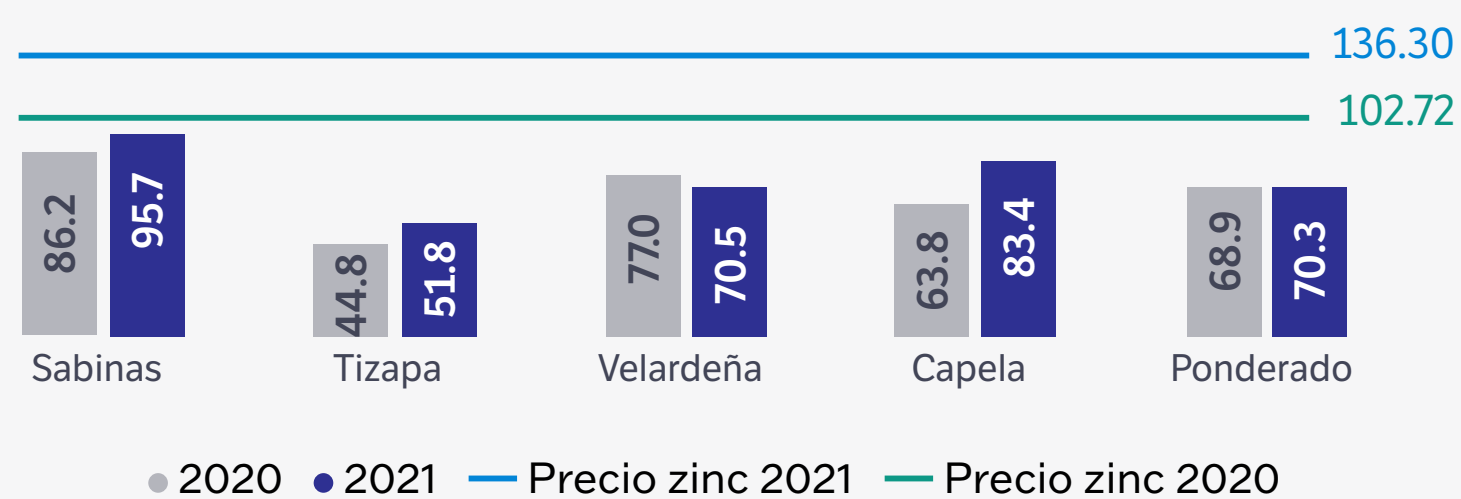 136.30
102.72
86.2
95.7
44.8
51.8
77.0
70.5
63.8
83.4
68.9
70.3
Sabinas
Tizapa
Velardeña
Capela
Ponderado
2020
2021
Precio zinc 2021
Precio zinc 2020